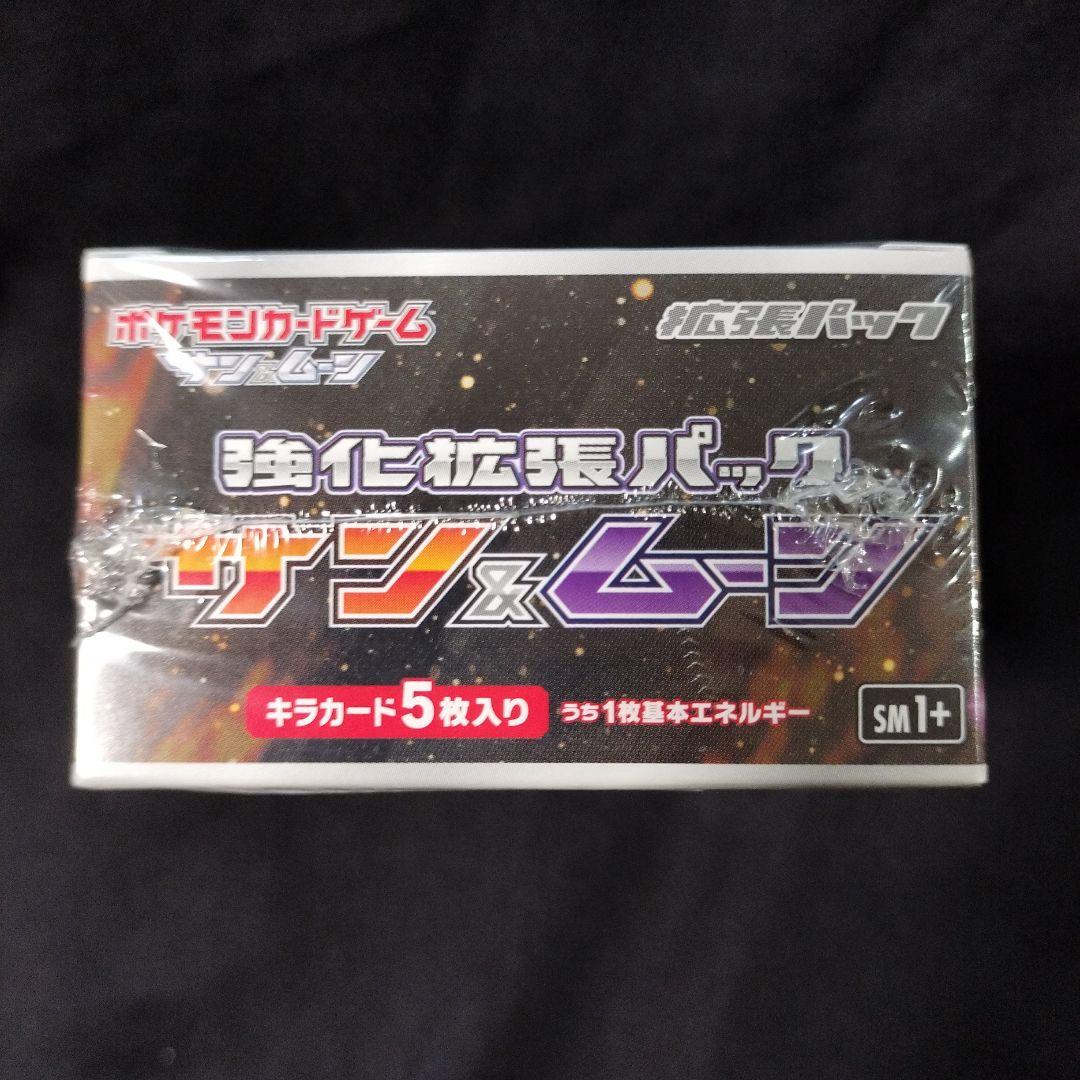 ポケモンカードゲーム
サン&ムーン
拡張パック
強化拡張パック
サン&ムーン
キラカード5枚入り
うち1枚基本エネルギー
SM1+